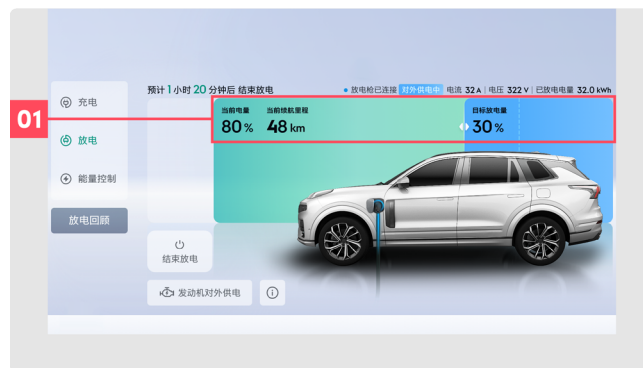 预计 1 小时 20 分钟后 结束放电
放电枪已连接 对外供电中 电流 32 A | 电压 322 V | 已放电电量 32.0 kWh
充电
01
当前电量 当前续航里程 目标放电量
80 % 48 km 30 %
放电
能量控制
放电回顾
结束放电
发动机对外供电